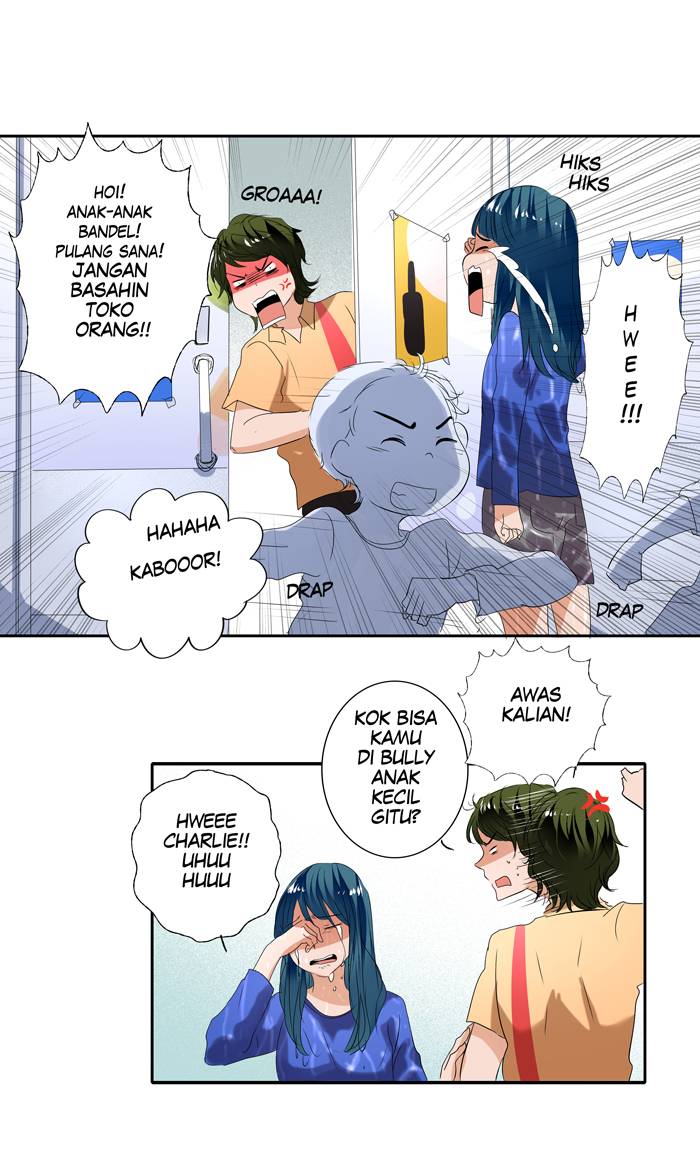 HOI!
ANAK-ANAK
BANDEL!
PULANG SANA!
JANGAN
BASAHIN
TOKO
ORANG!!
GROAAA!
HIKS
HIKS
HWEE!!!
HAHAHA
KABOOOR!
DRAP
DRAP
AWAS
KALIAN!
KOK BISA
KAMU
DI BULLY
ANAK
KECIL
GITU?
HWEEE
CHARLIE!!
UHUU
HUUU